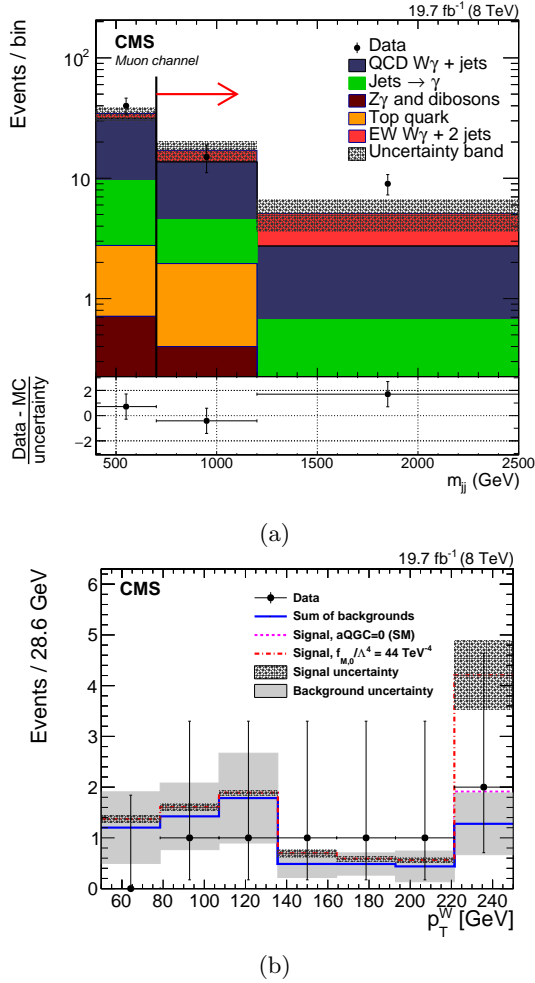 19.7 fb⁻¹ (8 TeV)
CMS
Muon channel
Data
QCD Wγ + jets
Jets → γ
Zγ and dibosons
Top quark
EW Wγ + 2 jets
Uncertainty band
Events / bin
10²
10
1
Data - MC
uncertainty
2
0
−2
500 1000 1500 2000 2500
m_jj (GeV)
(a)
19.7 fb⁻¹ (8 TeV)
CMS
Data
Sum of backgrounds
Signal, aQGC=0 (SM)
Signal, f_M,0/Λ⁴ = 44 TeV⁻⁴
Signal uncertainty
Background uncertainty
Events / 28.6 GeV
6
5
4
3
2
1
0
60 80 100 120 140 160 180 200 220 240
p_T^W [GeV]
(b)